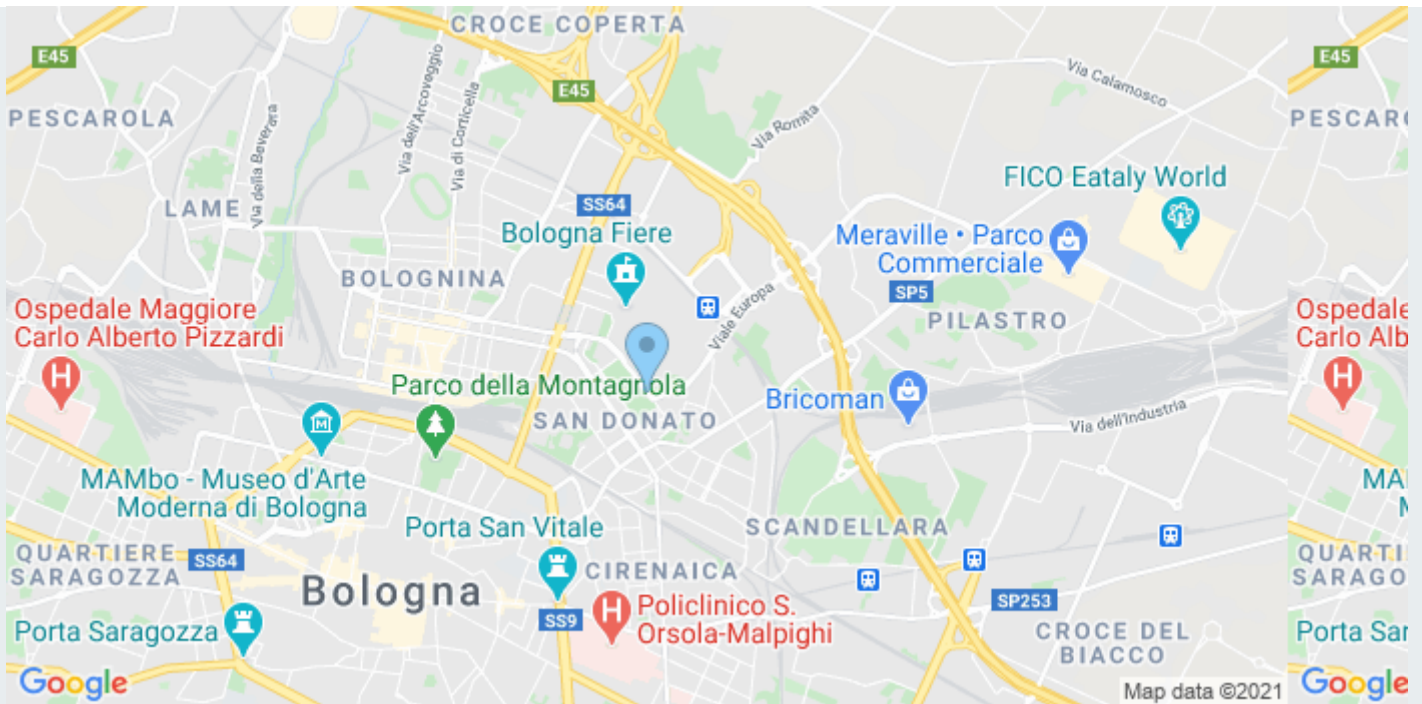 CROCE COPERTA
E45
E45
E45
Via Calamosco
PESCAROLA
PESCARO
Via dell'Arcoveggio
Via di Corticella
Via della Beverara
Via Romita
FICO Eataly World
LAME
SS64
Bologna Fiere
Meraville • Parco
Commerciale
BOLOGNINA
SP5
Viale Europa
Ospedale Maggiore
Carlo Alberto Pizzardi
Ospedale
Carlo Alb
PILASTRO
H
H
Parco della Montagnola
Bricoman
SAN DONATO
Via dell'Industria
M
MAMbo - Museo d'Arte
Moderna di Bologna
MAI
M
Porta San Vitale
SCANDELLARA
QUARTIERE
SARAGOZZA
SS64
QUARTI
SARAGO
CIRENAICA
Bologna
SS9
H
Policlinico S.
Orsola-Malpighi
SP253
Porta Saragozza
Porta Sar
CROCE DEL
BIACCO
Google
Map data ©2021
Google